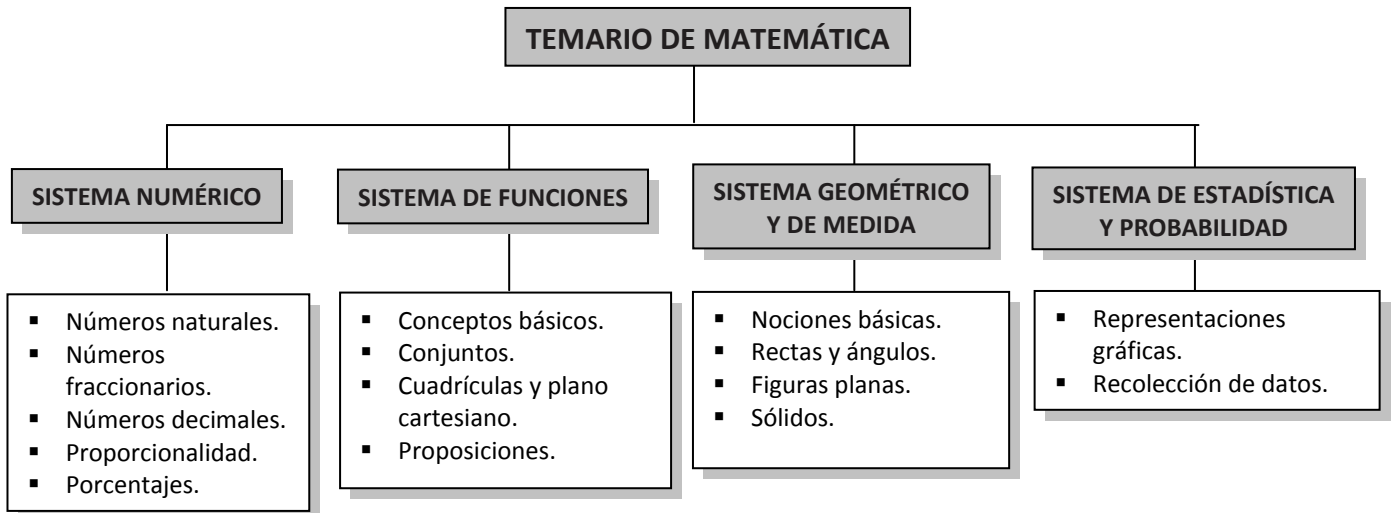 TEMARIO DE MATEMÁTICA
SISTEMA NUMÉRICO
▪ Números naturales.
▪ Números
fraccionarios.
▪ Números decimales.
▪ Proporcionalidad.
▪ Porcentajes.
SISTEMA DE FUNCIONES
▪ Conceptos básicos.
▪ Conjuntos.
▪ Cuadrículas y plano
cartesiano.
▪ Proposiciones.
SISTEMA GEOMÉTRICO
Y DE MEDIDA
▪ Nociones básicas.
▪ Rectas y ángulos.
▪ Figuras planas.
▪ Sólidos.
SISTEMA DE ESTADÍSTICA
Y PROBABILIDAD
▪ Representaciones
gráficas.
▪ Recolección de datos.